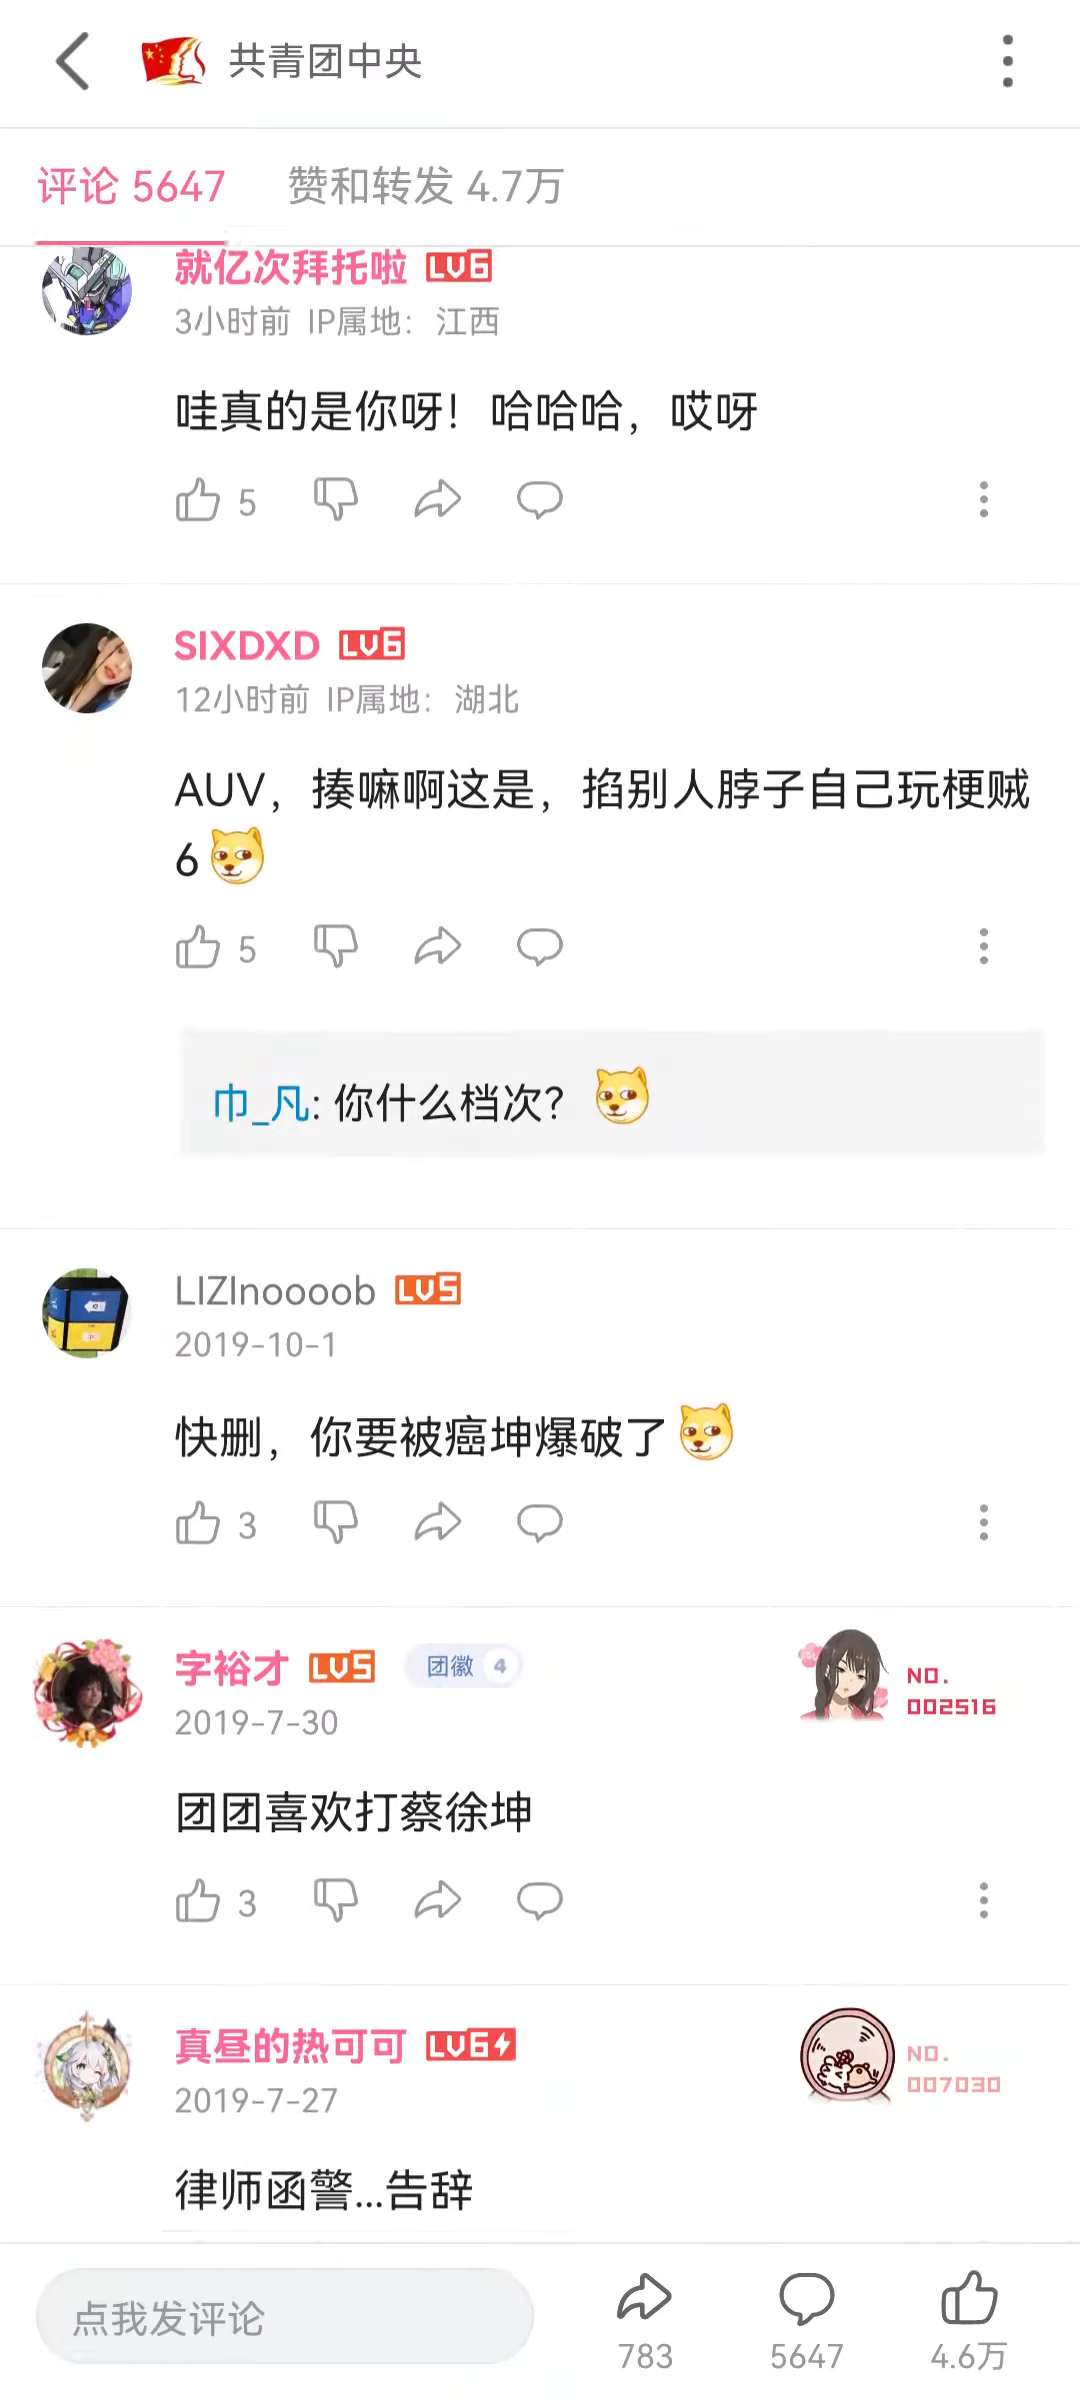 共青团中央
评论 5647 赞和转发 4.7万
就亿次拜托啦 LV6
3小时前 IP属地：江西
哇真的是你呀！哈哈哈，哎呀
5
SIXDXD LV6
12小时前 IP属地：湖北
AUV，揍嘛啊这是，掐别人脖子自己玩梗贼
6
5
巾_凡: 你什么档次？
LIZInoooob LV5
2019-10-1
快删，你要被癌坤爆破了
3
字裕才 LV5 团徽 4
NO.
002516
2019-7-30
团团喜欢打蔡徐坤
3
真昼的热可可 LV6
NO.
007030
2019-7-27
律师函警...告辞
点我发评论
783 5647 4.6万